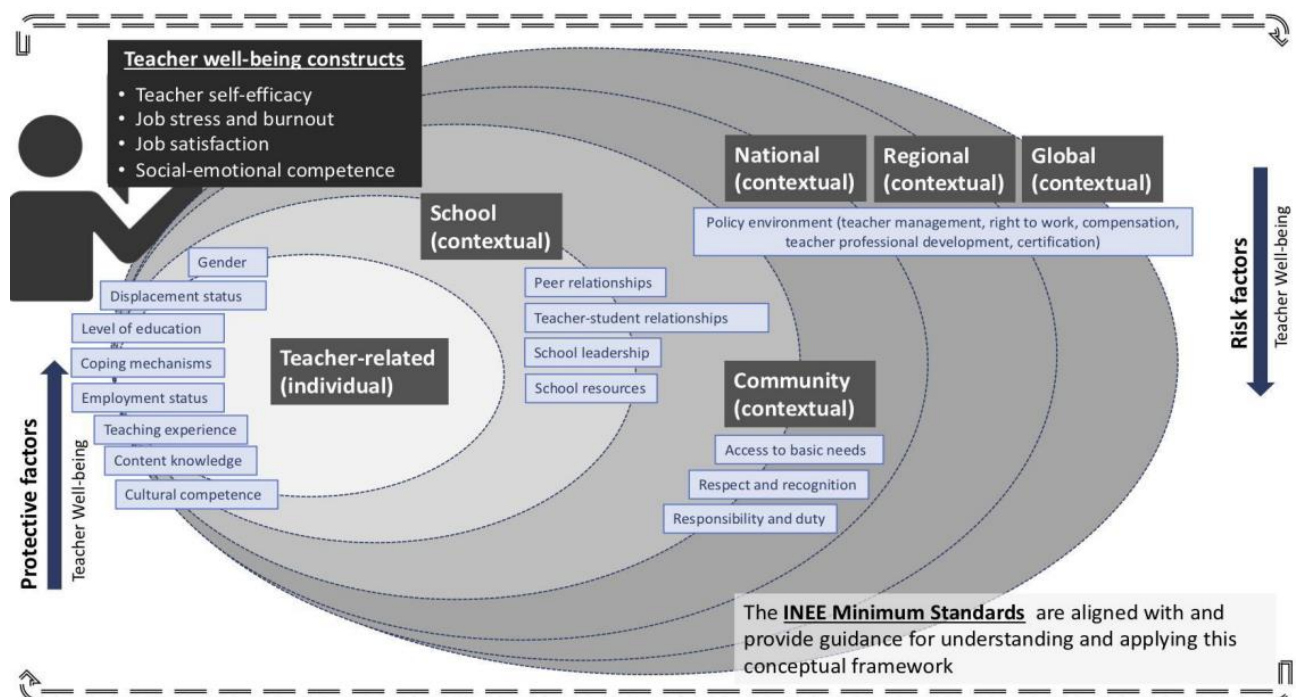 Teacher well-being constructs
• Teacher self-efficacy
• Job stress and burnout
• Job satisfaction
• Social-emotional competence
National
(contextual)
Regional
(contextual)
Global
(contextual)
Policy environment (teacher management, right to work, compensation,
teacher professional development, certification)
School
(contextual)
Peer relationships
Teacher-student relationships
School leadership
School resources
Gender
Displacement status
Level of education
Coping mechanisms
Employment status
Teaching experience
Content knowledge
Cultural competence
Teacher-related
(individual)
Community
(contextual)
Access to basic needs
Respect and recognition
Responsibility and duty
Protective factors
Teacher Well-being
Risk factors
Teacher Well-being
The INEE Minimum Standards are aligned with and
provide guidance for understanding and applying this
conceptual framework